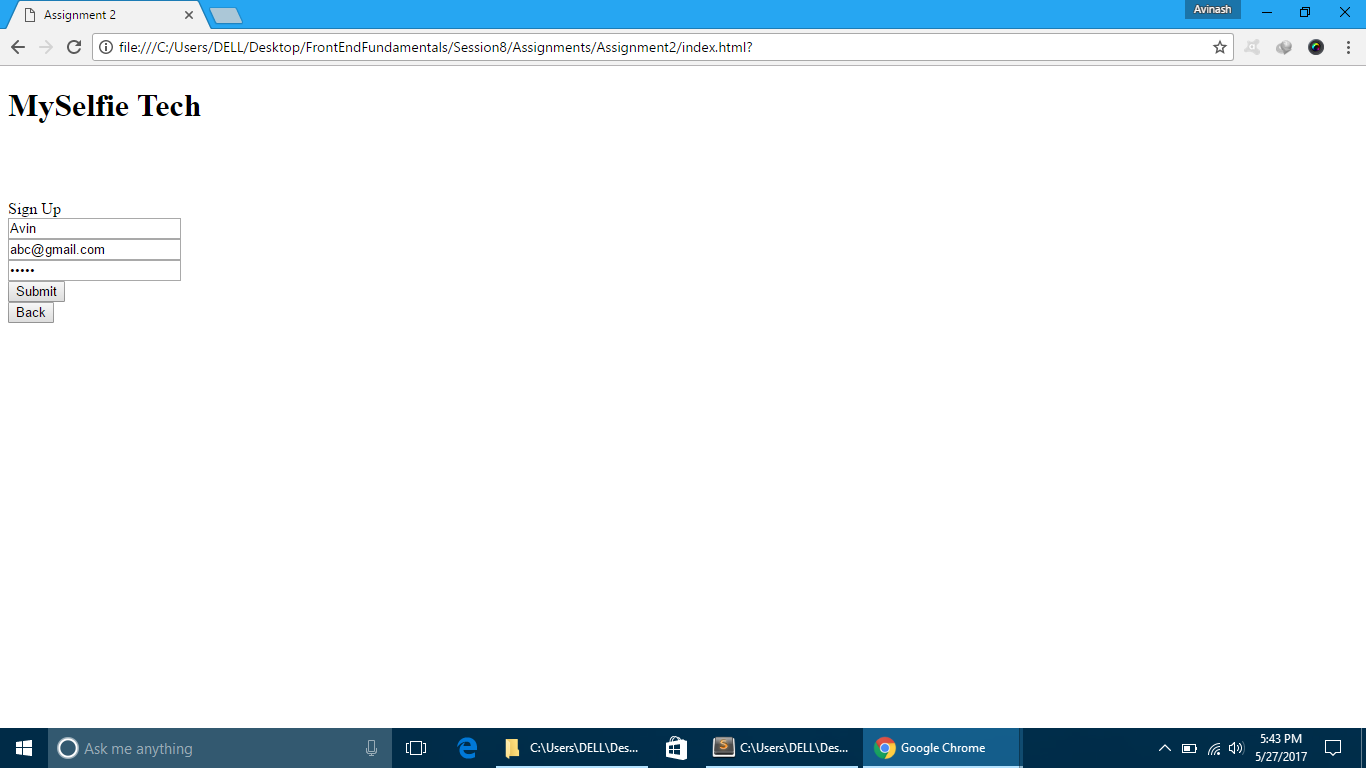 Assignment 2
Avinash
file:///C:/Users/DELL/Desktop/FrontEndFundamentals/Session8/Assignments/Assignment2/index.html?
MySelfie Tech
Sign Up
Avin
abc@gmail.com
•••••
Submit
Back
Ask me anything
C:\Users\DELL\Des...
C:\Users\DELL\Des...
Google Chrome
5:43 PM
5/27/2017